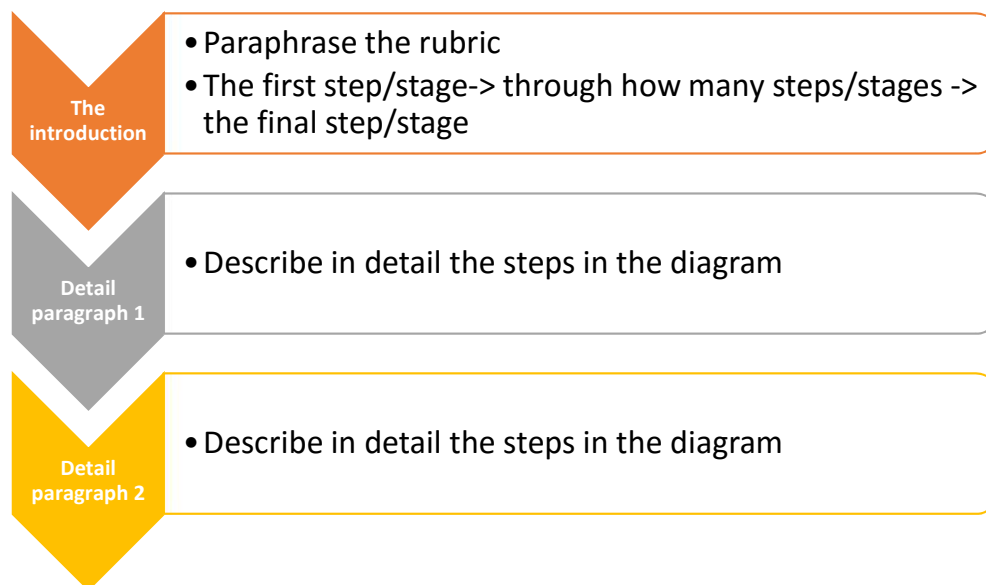 The
introduction
• Paraphrase the rubric
• The first step/stage-> through how many steps/stages ->
the final step/stage
Detail
paragraph 1
• Describe in detail the steps in the diagram
Detail
paragraph 2
• Describe in detail the steps in the diagram